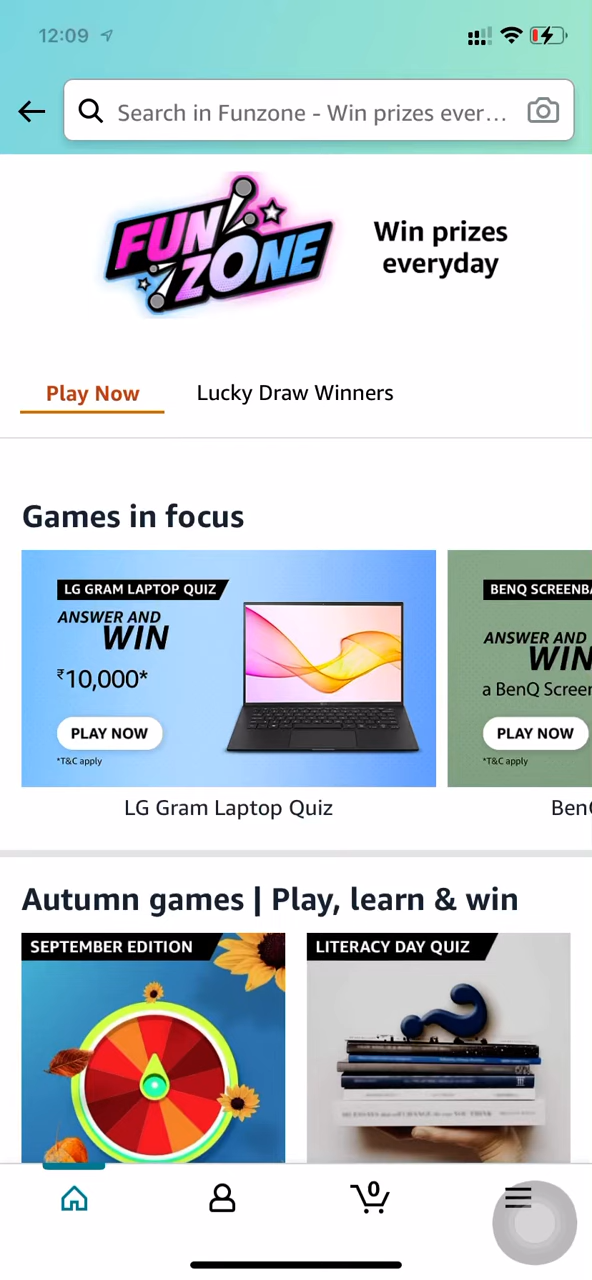 12:09
Search in Funzone - Win prizes ever...
FUN
ZONE
Win prizes
everyday
Play Now
Lucky Draw Winners
Games in focus
LG GRAM LAPTOP QUIZ
ANSWER AND
WIN
₹10,000*
PLAY NOW
*T&C apply
LG Gram Laptop Quiz
BENQ SCREENBA
ANSWER AND
WIN
a BenQ Screen
PLAY NOW
*T&C apply
BenQ
Autumn games | Play, learn & win
SEPTEMBER EDITION
LITERACY DAY QUIZ
0